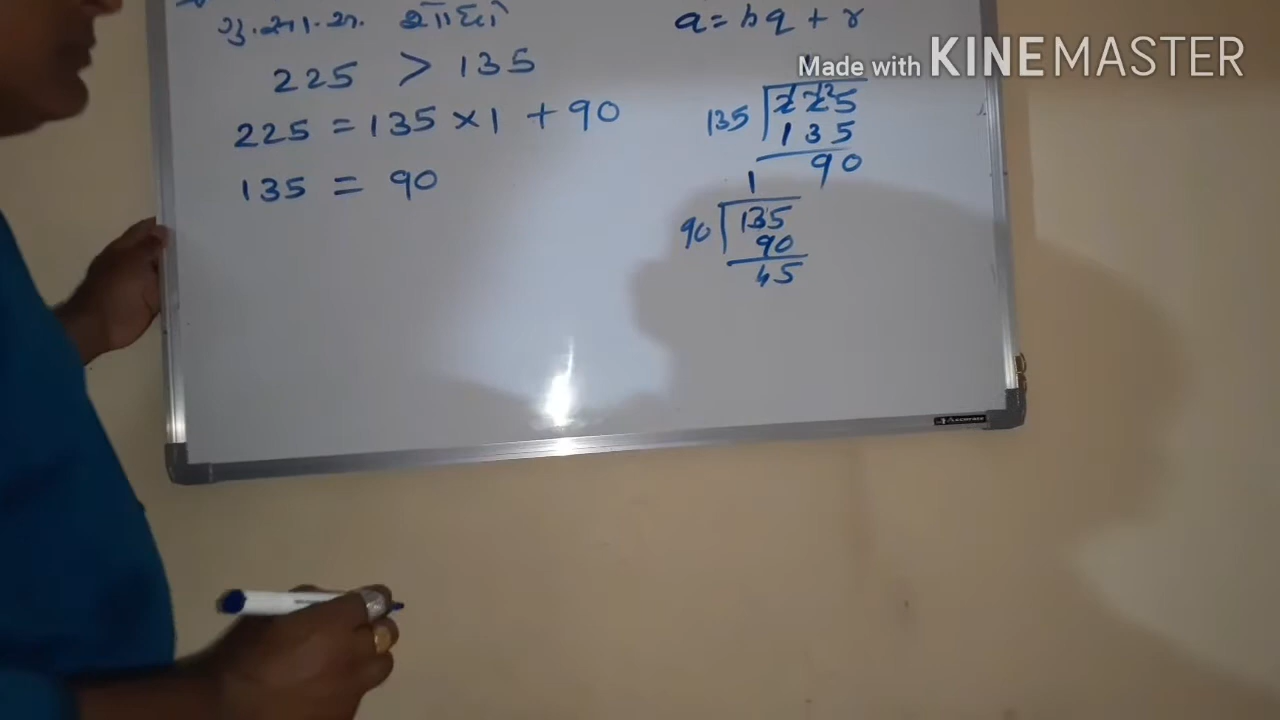 ગુ.સા.અ. શોધો
225 > 135
225 = 135 × 1 + 90
135 = 90
a = bq + r
Made with KINEMASTER
135 225
135
90
1
90 135
90
45